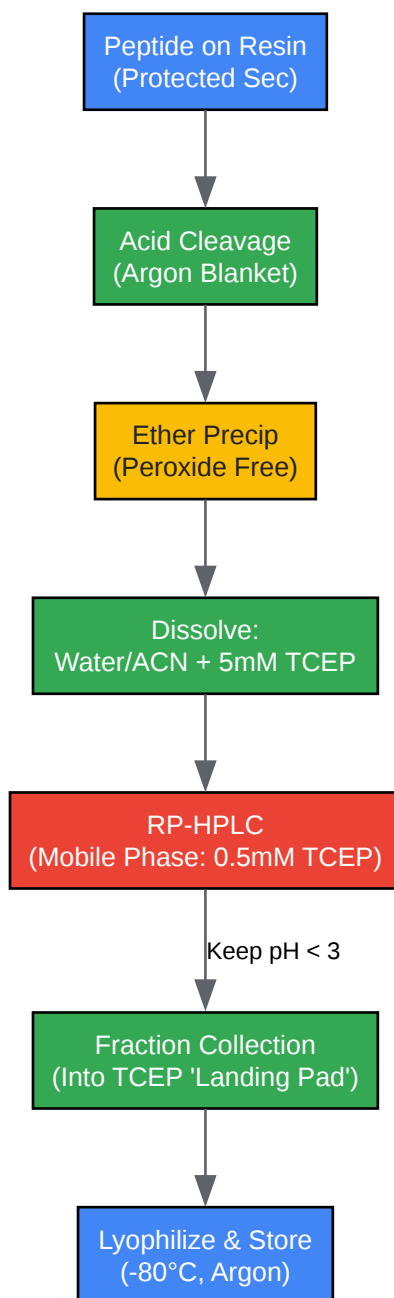 Peptide on Resin
(Protected Sec)
Acid Cleavage
(Argon Blanket)
Ether Precip
(Peroxide Free)
Dissolve:
Water/ACN + 5mM TCEP
RP-HPLC
(Mobile Phase: 0.5mM TCEP)
Keep pH < 3
Fraction Collection
(Into TCEP 'Landing Pad')
Lyophilize & Store
(-80°C, Argon)